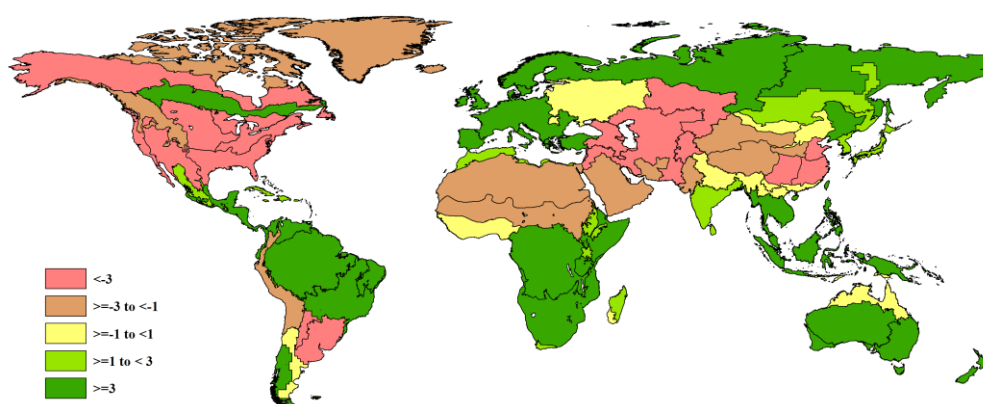 <-3
>=-3 to <-1
>=-1 to <1
>=1 to < 3
>=3